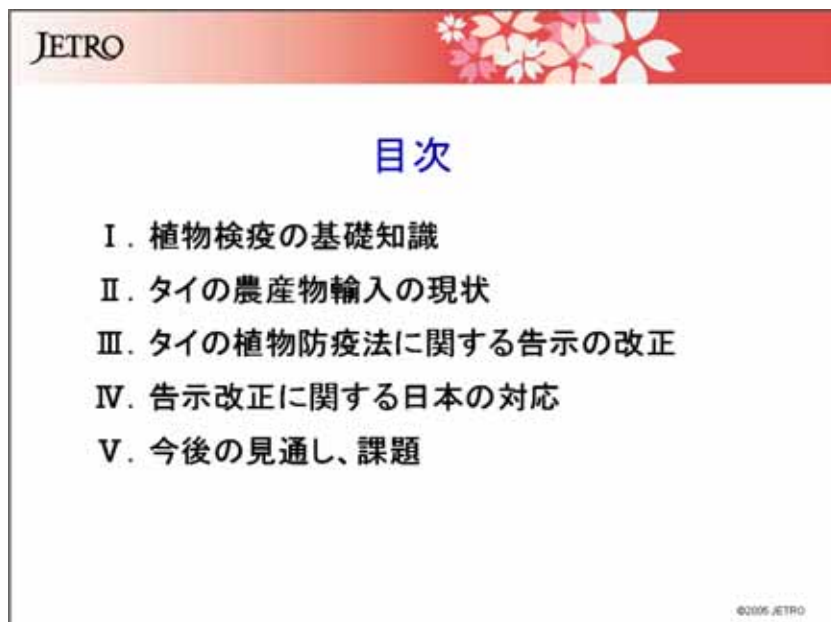 JETRO
目次
Ⅰ. 植物検疫の基礎知識
Ⅱ. タイの農産物輸入の現状
Ⅲ. タイの植物防疫法に関する告示の改正
Ⅳ. 告示改正に関する日本の対応
Ⅴ. 今後の見通し、課題
©2006 JETRO